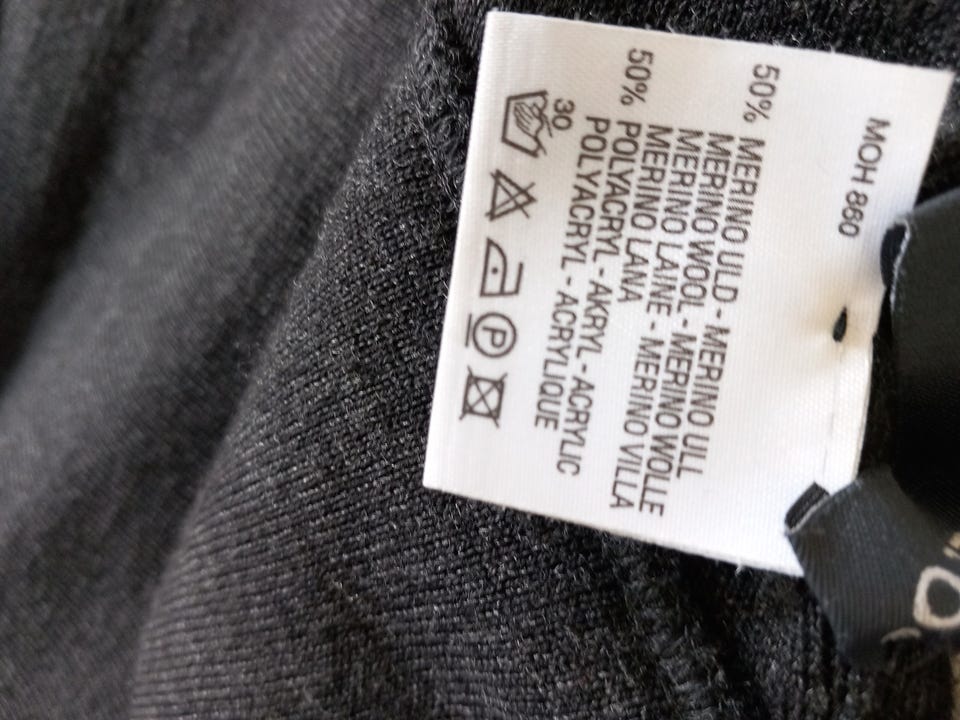 MOH 860
50% MERINO ULD - MERINO ULL
MERINO WOOL - MERINO WOLLE
MERINO LAINE - MERINO VILLA
MERINO LANA
50% POLYACRYL - AKRYL - ACRYLIC
POLYACRYL - ACRYLIQUE
30
P